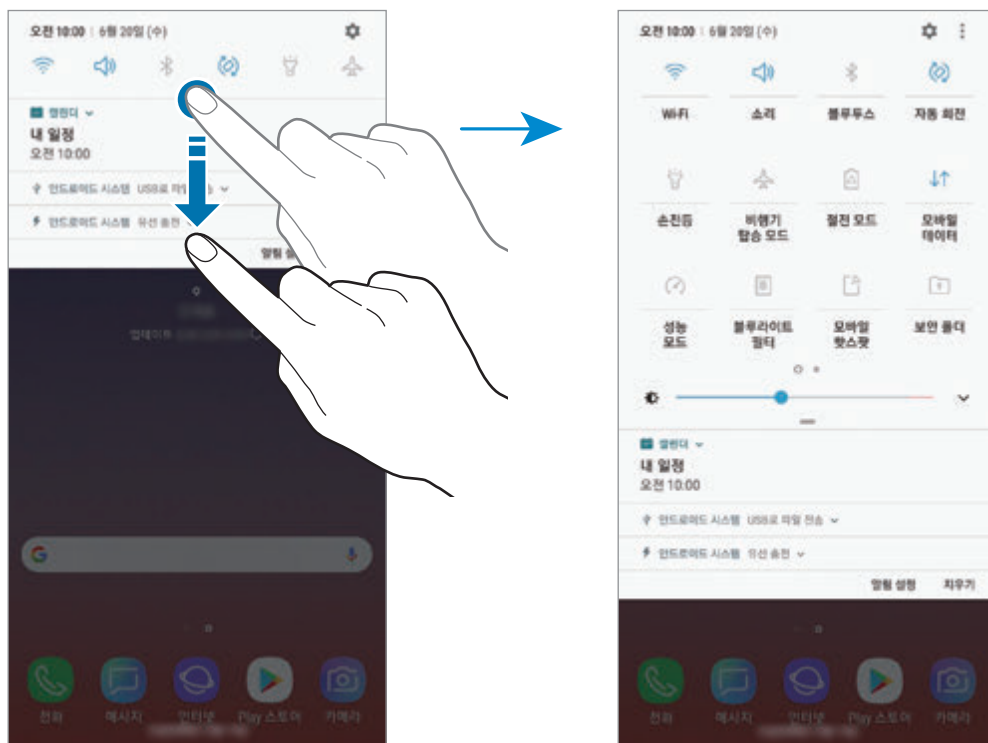 오전 10:00 | 6월 20일 (수)
캘린더
내 일정
오전 10:00
안드로이드 시스템 USB로 파일
안드로이드 시스템 유선 충전
알림 설
업데이트
전화
메시지
인터넷
Play 스토어
카메라
오전 10:00 | 6월 20일 (수)
Wi-Fi
소리
블루투스
자동 회전
손전등
비행기
탑승 모드
절전 모드
모바일
데이터
성능
모드
블루라이트
필터
모바일
핫스팟
보안 폴더
캘린더
내 일정
오전 10:00
안드로이드 시스템 USB로 파일 전송
안드로이드 시스템 유선 충전
알림 설정 지우기
전화
메시지
인터넷
Play 스토어
카메라